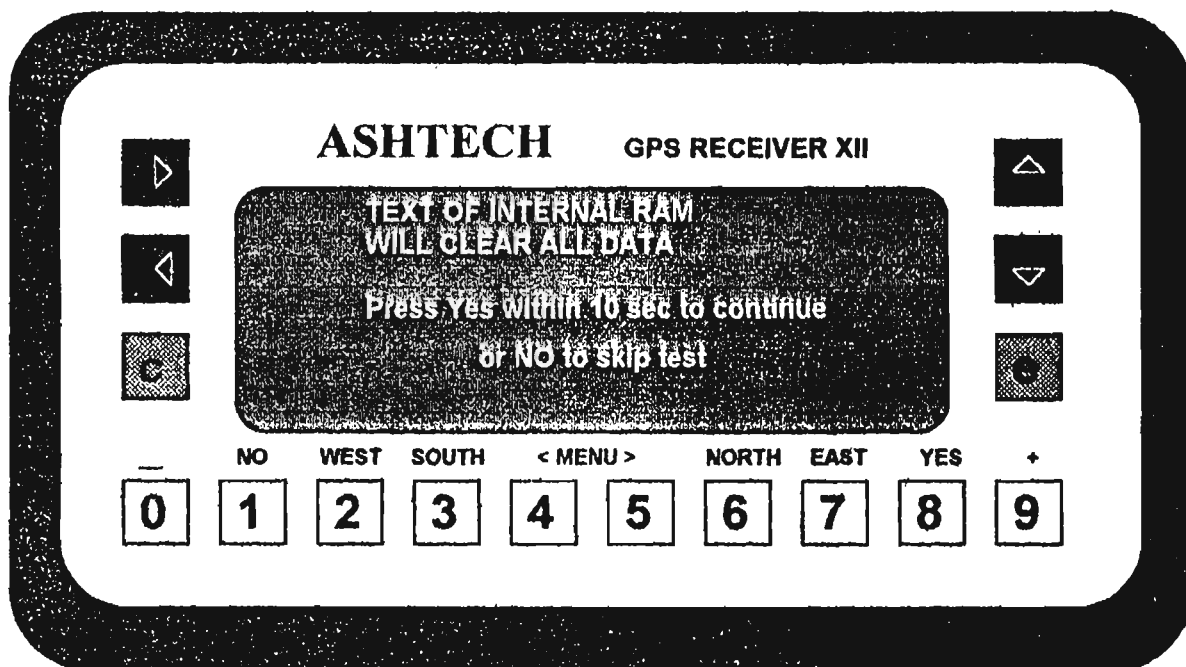 ASHTECH GPS RECEIVER XII
TEXT OF INTERNAL RAM
WILL CLEAR ALL DATA
Press Yes within 10 sec to continue
or NO to skip test
C e
— NO WEST SOUTH < MENU > NORTH EAST YES +
0 1 2 3 4 5 6 7 8 9